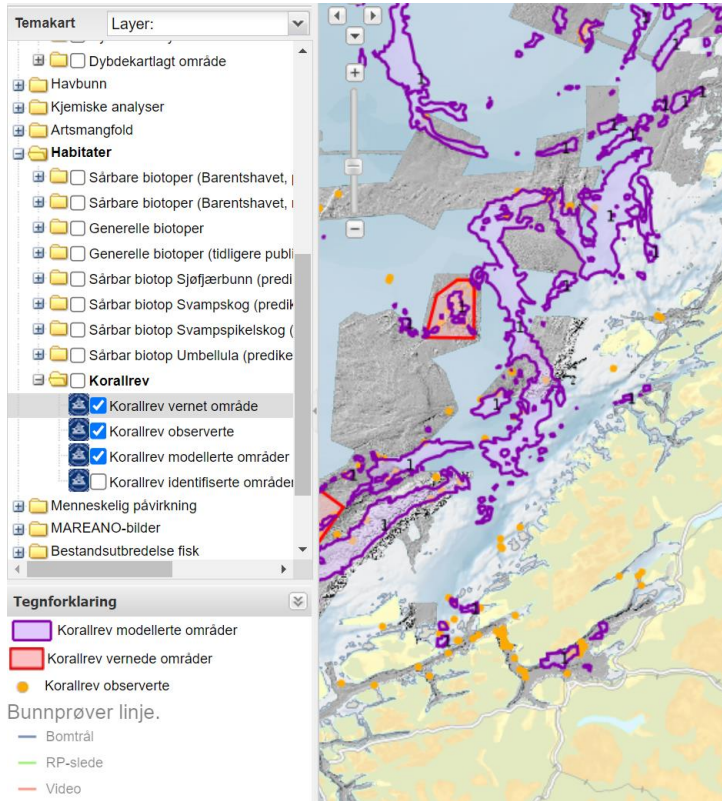 Temakart
Layer:
Dybdekartlagt område
Havbunn
Kjemiske analyser
Artsmangfold
Habitater
Sårbare biotoper (Barentshavet,
Sårbare biotoper (Barentshavet,
Generelle biotoper
Generelle biotoper (tidligere publi
Sårbar biotop Sjøfjærbunn (predi
Sårbar biotop Svampskog (predik
Sårbar biotop Svampspikelskog (
Sårbar biotop Umbellula (predike
Korallrev
Korallrev vernet område
Korallrev observerte
Korallrev modellerte områder
Korallrev identifiserte områder
Menneskelig påvirkning
MAREANO-bilder
Bestandsutbredelse fisk
Tegnforklaring
Korallrev modellerte områder
Korallrev vernede områder
Korallrev observerte
Bunnprøver linje.
Bomtrål
RP-slede
Video